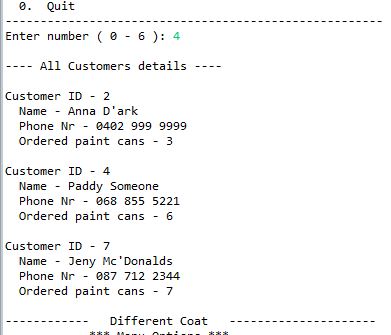 0.  Quit
--------------------------------------------------
Enter number ( 0 - 6 ): 4
---- All Customers details ----
Customer ID - 2
Name - Anna D'ark
Phone Nr - 0402 999 9999
Ordered paint cans - 3
Customer ID - 4
Name - Paddy Someone
Phone Nr - 068 855 5221
Ordered paint cans - 6
Customer ID - 7
Name - Jeny Mc'Donalds
Phone Nr - 087 712 2344
Ordered paint cans - 7
------------   Different Coat   --------------------
*** Menu Options ***